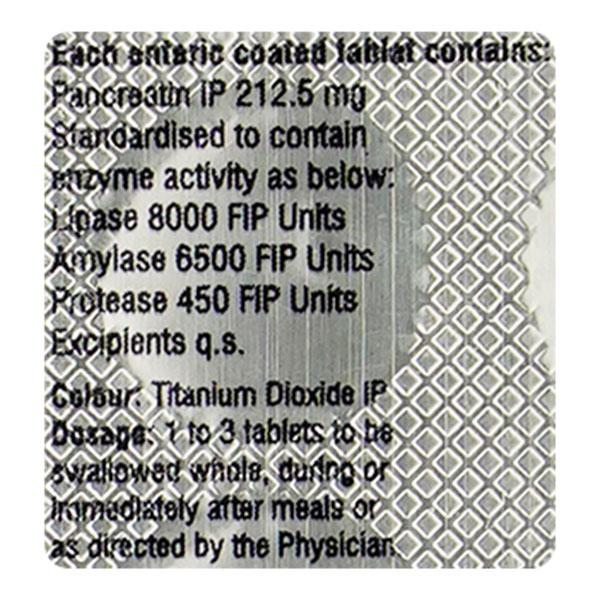 Each enteric coated tablet contains:
Pancreatin IP 212.5 mg
Standardised to contain
enzyme activity as below:
Lipase 8000 FIP Units
Amylase 6500 FIP Units
Protease 450 FIP Units
Excipients q.s.
Colour: Titanium Dioxide IP
Dosage: 1 to 3 tablets to be
swallowed whole, during or
immediately after meals or
as directed by the Physician.